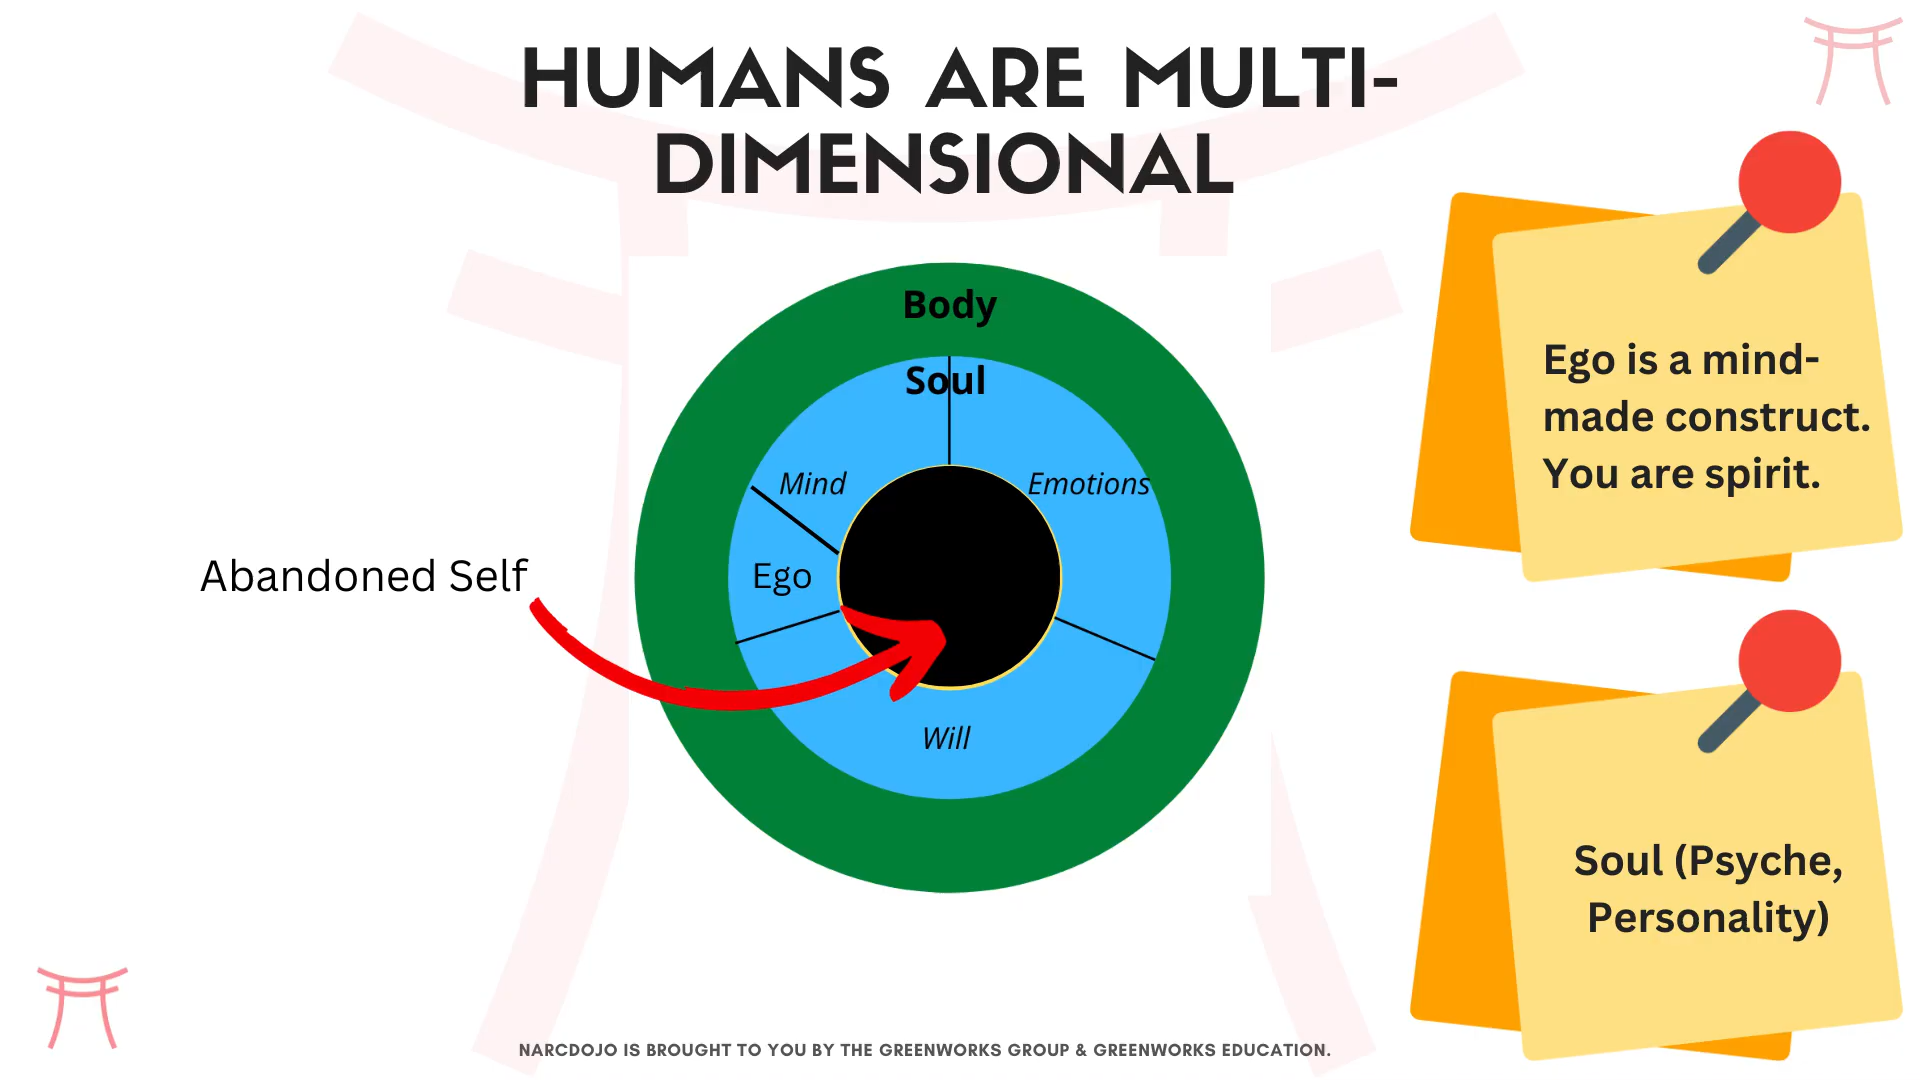 HUMANS ARE MULTI-
DIMENSIONAL
Body
Soul
Mind
Emotions
Ego
Will
Abandoned Self
Ego is a mind-
made construct.
You are spirit.
Soul (Psyche,
Personality)
NARCDOJO IS BROUGHT TO YOU BY THE GREENWORKS GROUP & GREENWORKS EDUCATION.